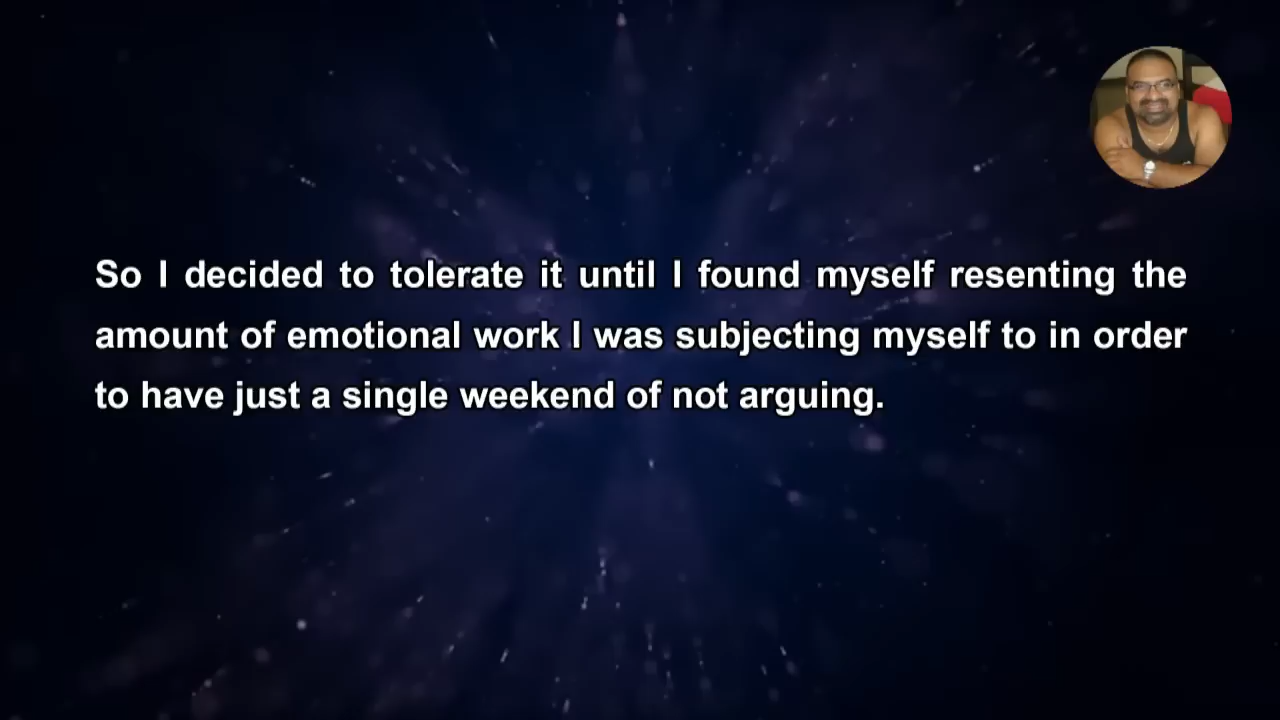 So I decided to tolerate it until I found myself resenting the
amount of emotional work I was subjecting myself to in order
to have just a single weekend of not arguing.